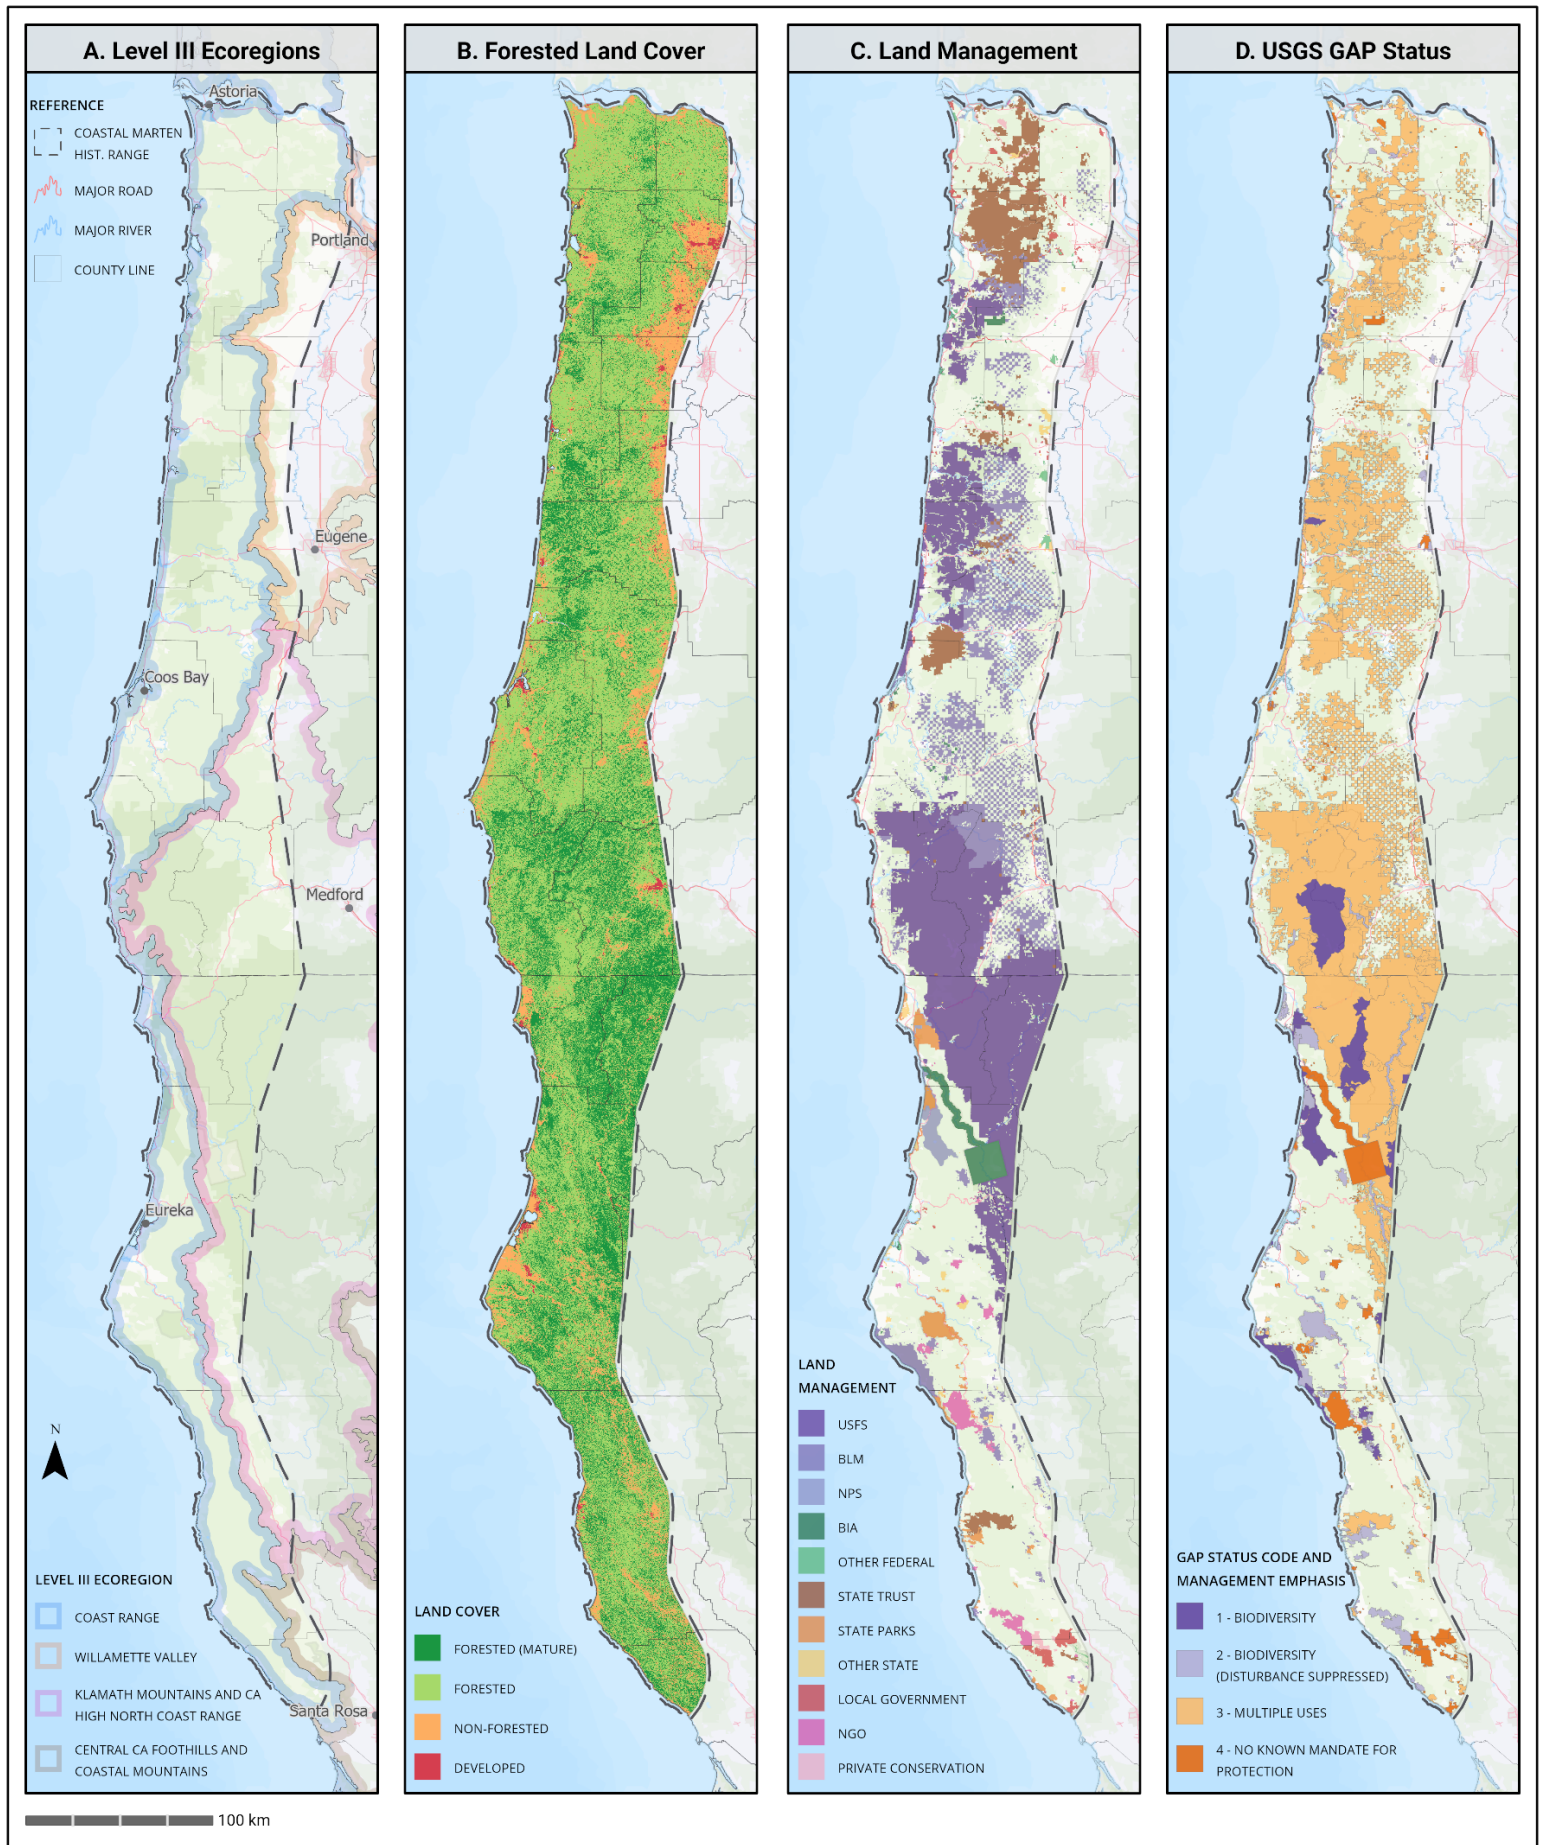 A. Level III Ecoregions
REFERENCE
COASTAL MARTEN
HIST. RANGE
MAJOR ROAD
MAJOR RIVER
COUNTY LINE
Astoria
Portland
Eugene
Coos Bay
Medford
Eureka
N
Santa Rosa
LEVEL III ECOREGION
COAST RANGE
WILLAMETTE VALLEY
KLAMATH MOUNTAINS AND CA
HIGH NORTH COAST RANGE
CENTRAL CA FOOTHILLS AND
COASTAL MOUNTAINS
100 km
B. Forested Land Cover
LAND COVER
FORESTED (MATURE)
FORESTED
NON-FORESTED
DEVELOPED
C. Land Management
LAND
MANAGEMENT
USFS
BLM
NPS
BIA
OTHER FEDERAL
STATE TRUST
STATE PARKS
OTHER STATE
LOCAL GOVERNMENT
NGO
PRIVATE CONSERVATION
D. USGS GAP Status
GAP STATUS CODE AND
MANAGEMENT EMPHASIS
1 - BIODIVERSITY
2 - BIODIVERSITY
(DISTURBANCE SUPPRESSED)
3 - MULTIPLE USES
4 - NO KNOWN MANDATE FOR
PROTECTION